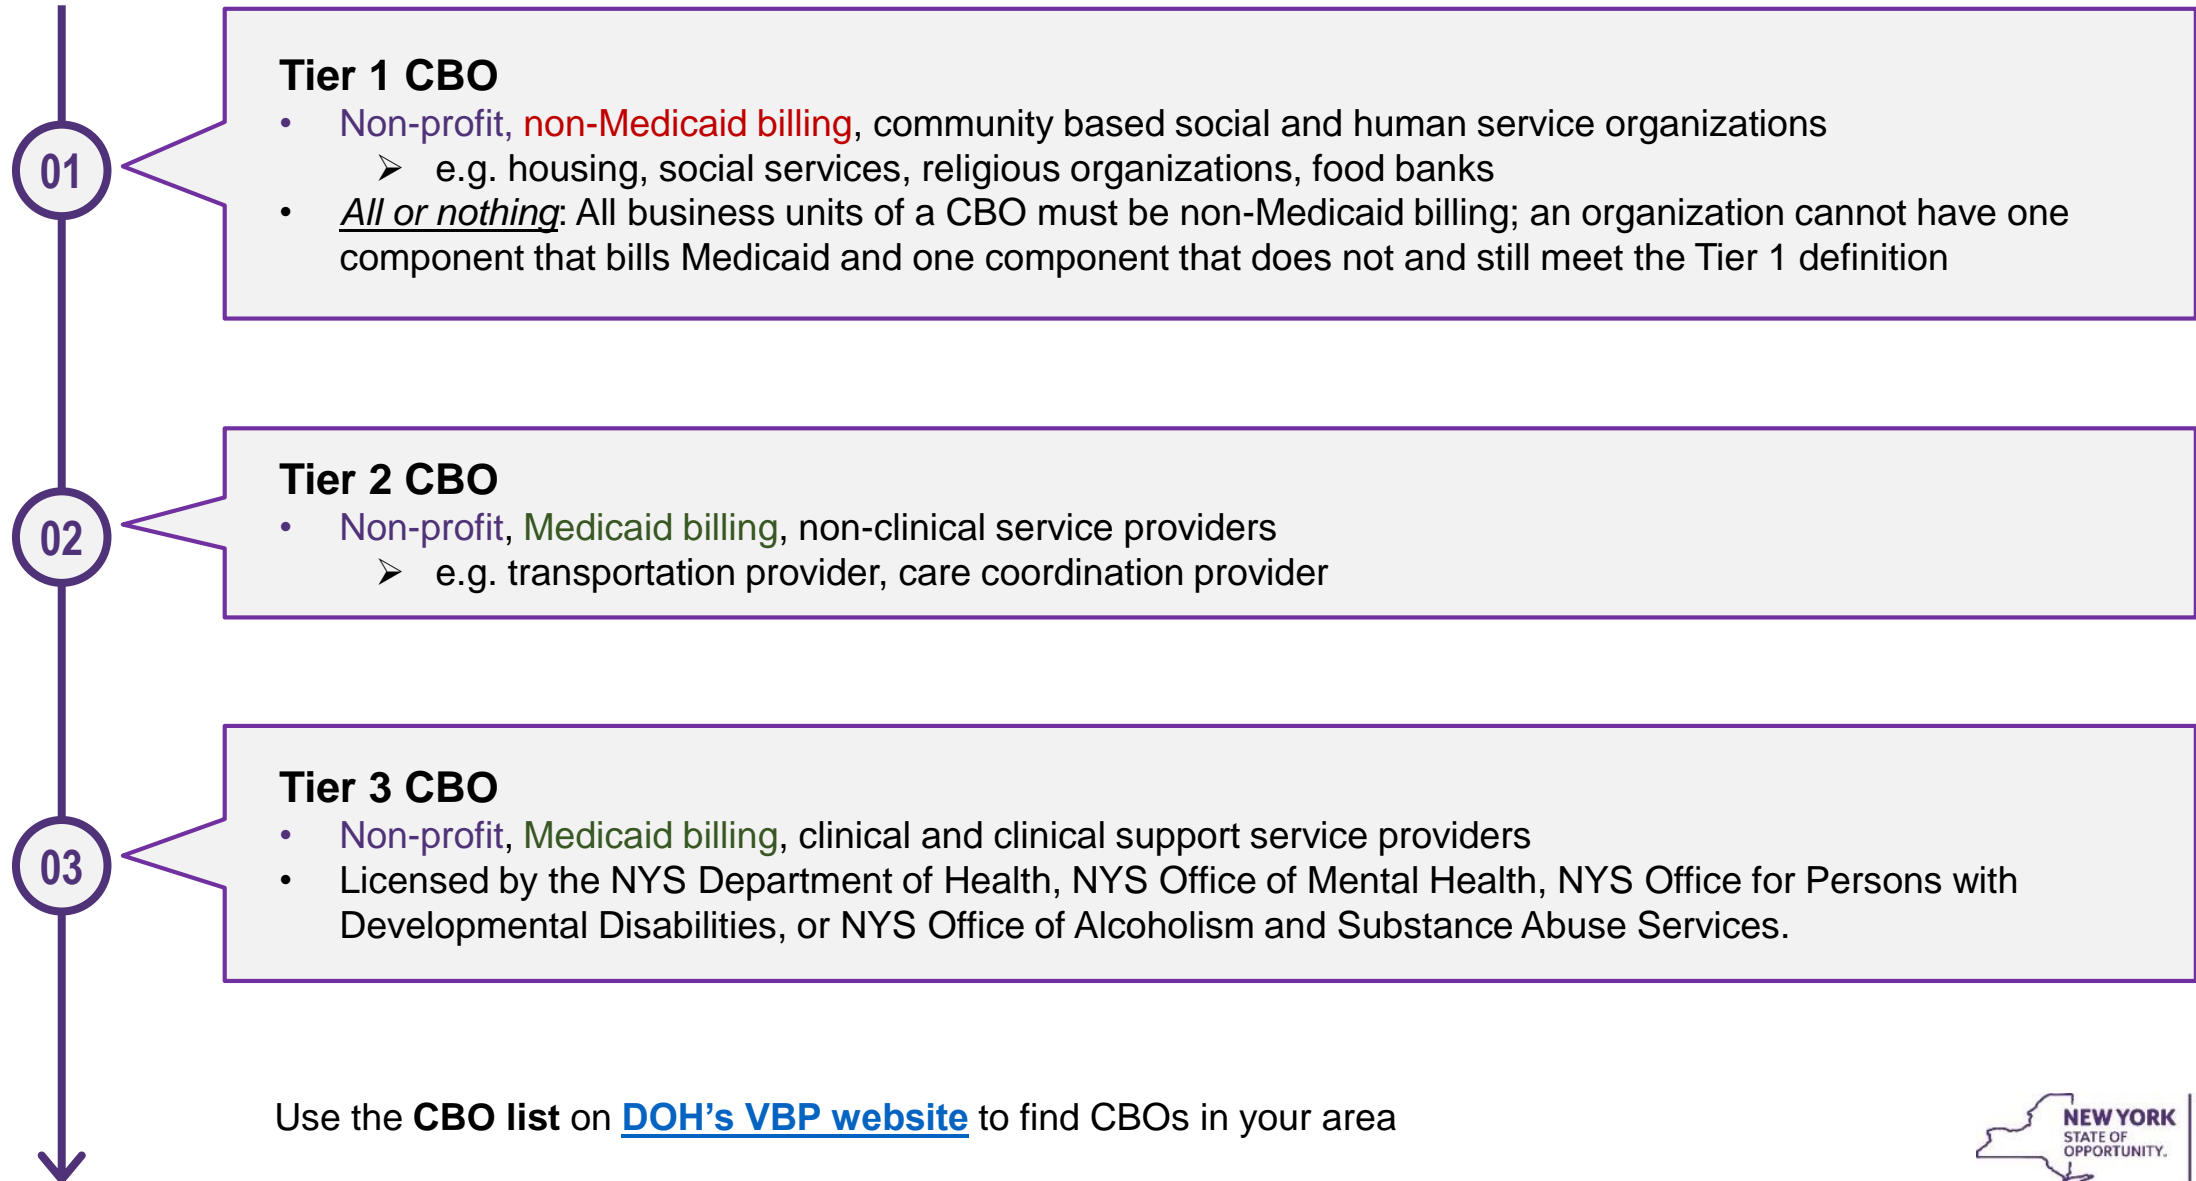 01
Tier 1 CBO
• Non-profit, non-Medicaid billing, community based social and human service organizations
➢ e.g. housing, social services, religious organizations, food banks
• All or nothing: All business units of a CBO must be non-Medicaid billing; an organization cannot have one
component that bills Medicaid and one component that does not and still meet the Tier 1 definition
02
Tier 2 CBO
• Non-profit, Medicaid billing, non-clinical service providers
➢ e.g. transportation provider, care coordination provider
03
Tier 3 CBO
• Non-profit, Medicaid billing, clinical and clinical support service providers
• Licensed by the NYS Department of Health, NYS Office of Mental Health, NYS Office for Persons with
Developmental Disabilities, or NYS Office of Alcoholism and Substance Abuse Services.
Use the CBO list on DOH's VBP website to find CBOs in your area
NEW YORK
STATE OF
OPPORTUNITY.